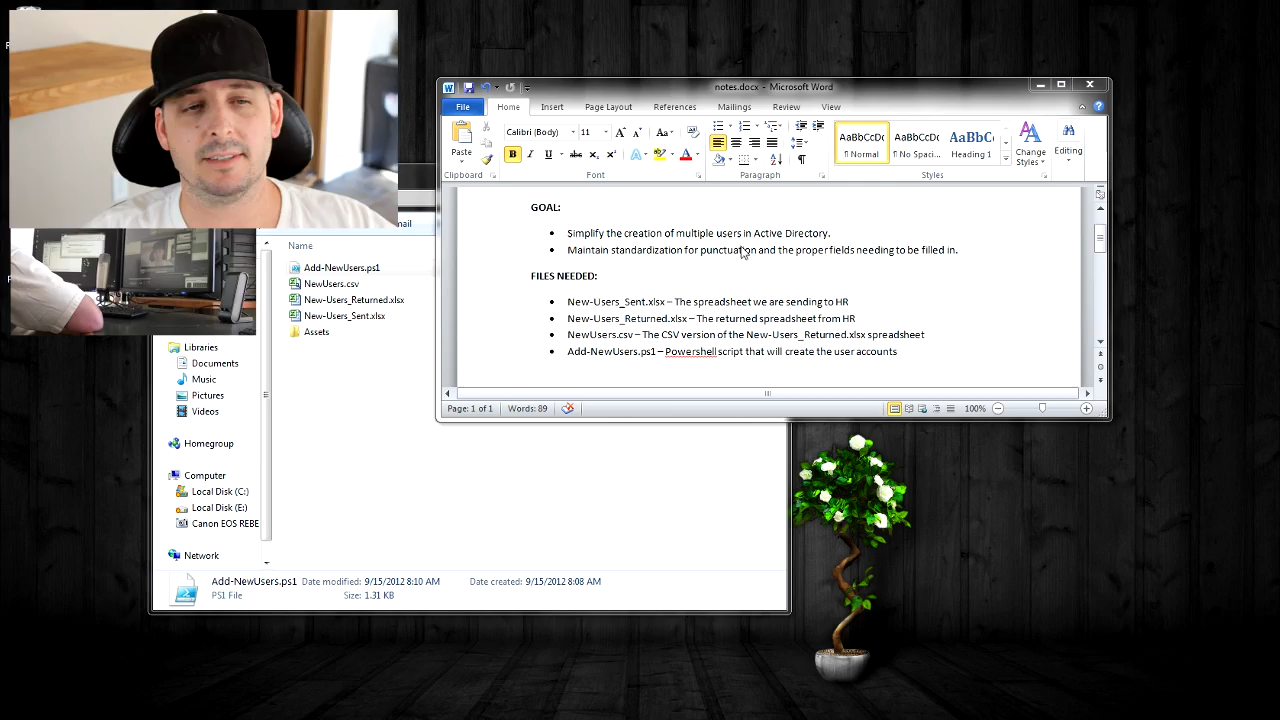 notes.docx - Microsoft Word
File Home Insert Page Layout References Mailings Review View
Calibri (Body) 11
Paste
AaBbCcDc AaBbCcDc AaBbC
¶ Normal ¶ No Spaci... Heading 1
Change Styles
Editing
Clipboard Font Paragraph Styles
GOAL:
• Simplify the creation of multiple users in Active Directory.
• Maintain standardization for punctuation and the proper fields needing to be filled in.
FILES NEEDED:
• New-Users_Sent.xlsx – The spreadsheet we are sending to HR
• New-Users_Returned.xlsx – The returned spreadsheet from HR
• NewUsers.csv – The CSV version of the New-Users_Returned.xlsx spreadsheet
• Add-NewUsers.ps1 – Powershell script that will create the user accounts
Page: 1 of 1 Words: 89 100%
mail
Name
Add-NewUsers.ps1
NewUsers.csv
New-Users_Returned.xlsx
New-Users_Sent.xlsx
Assets
Libraries
Documents
Music
Pictures
Videos
Homegroup
Computer
Local Disk (C:)
Local Disk (E:)
Canon EOS REBE
Network
Add-NewUsers.ps1 Date modified: 9/15/2012 8:10 AM Date created: 9/15/2012 8:08 AM
PS1 File Size: 1.31 KB